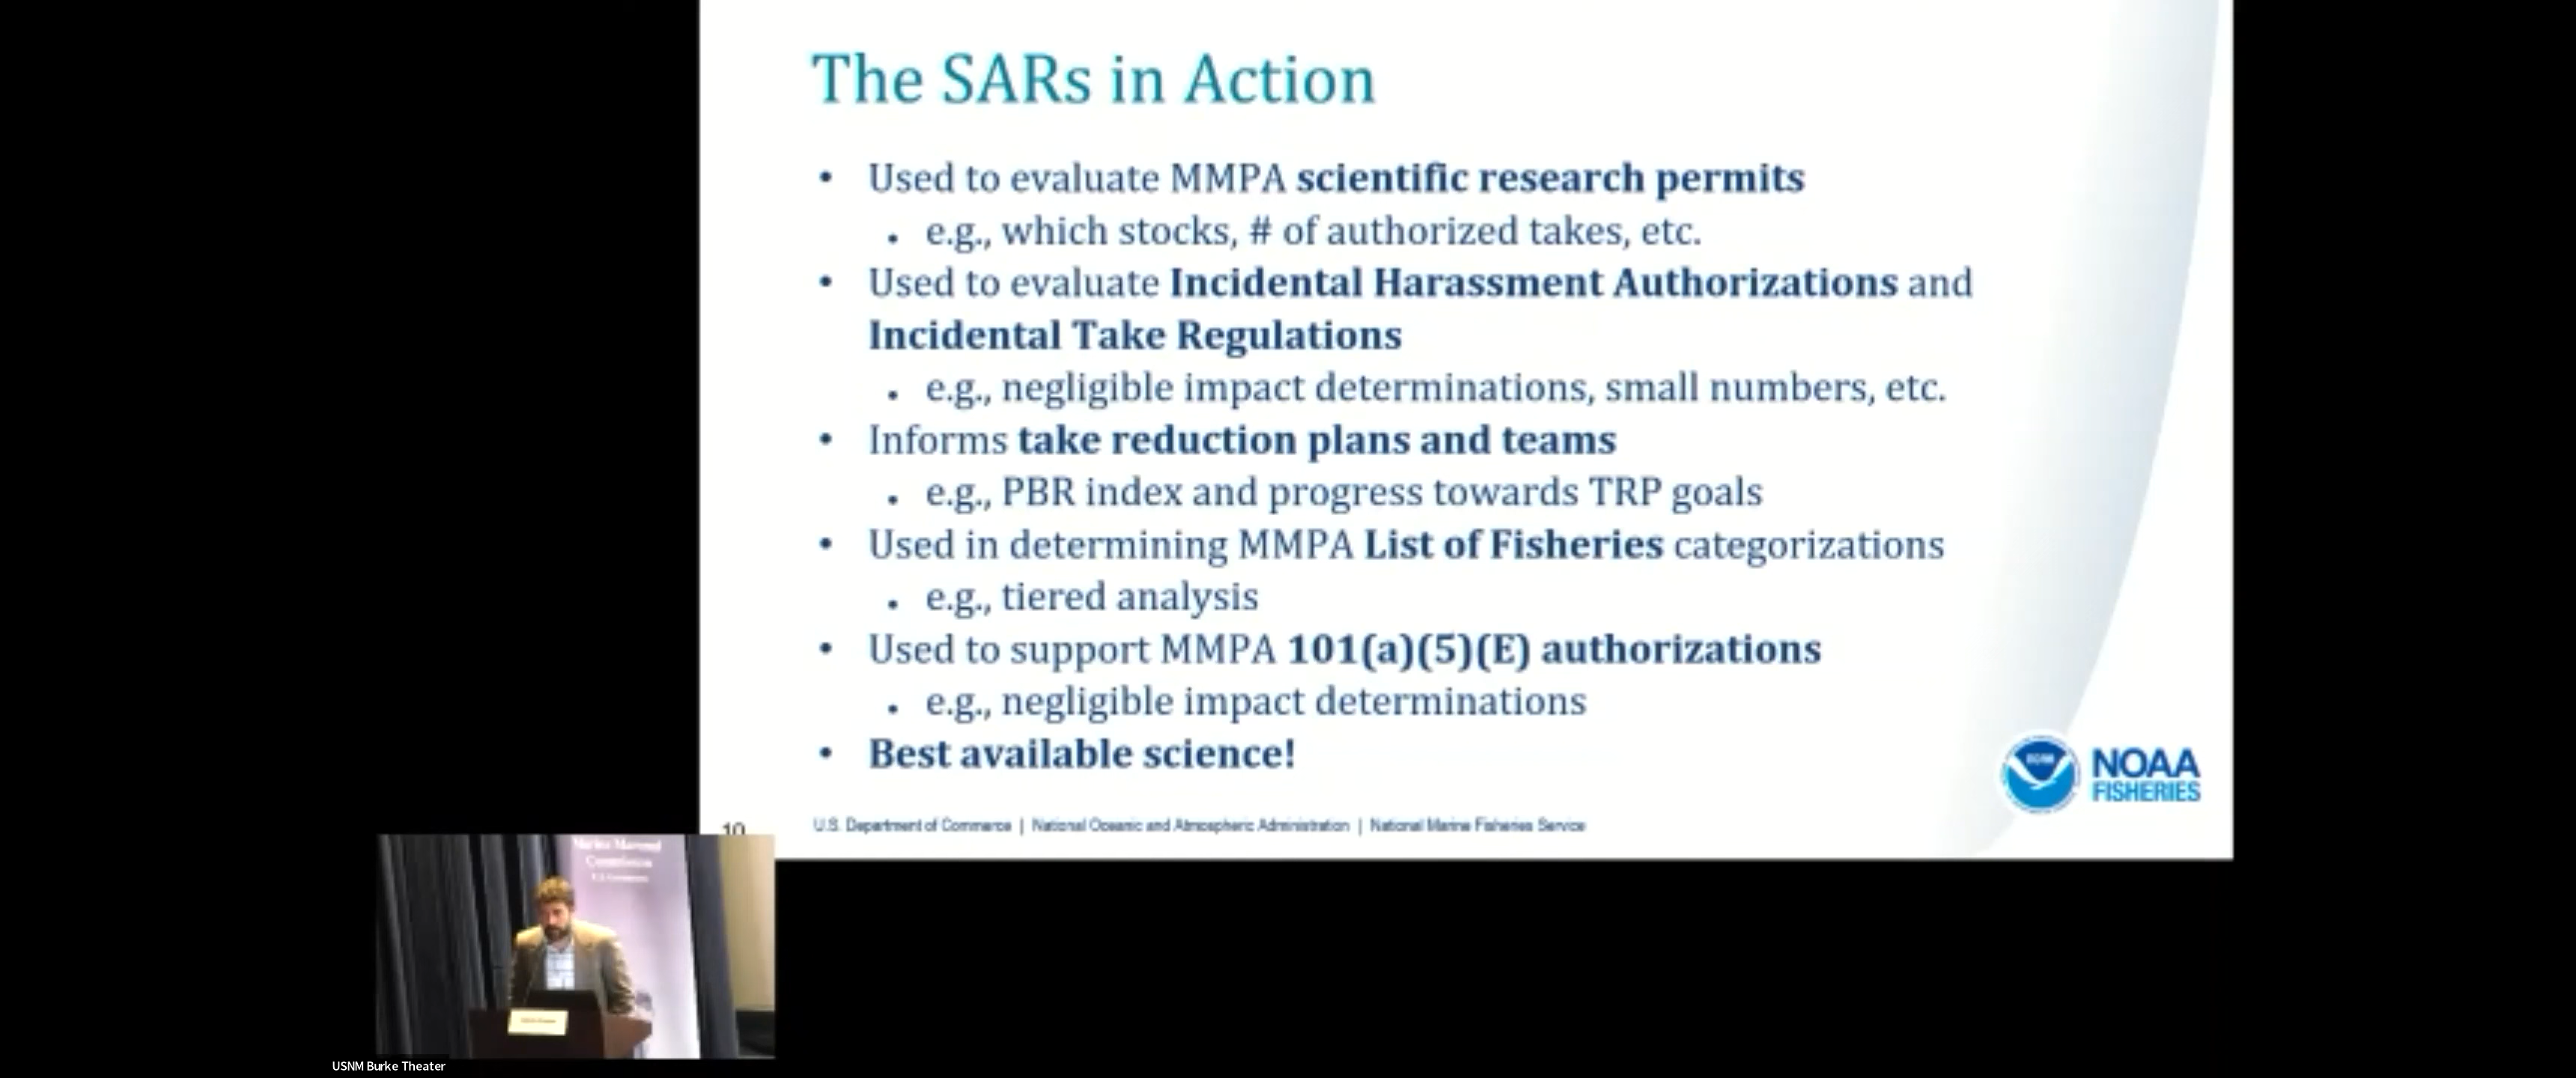 The SARs in Action
• Used to evaluate MMPA scientific research permits
• e.g., which stocks, # of authorized takes, etc.
• Used to evaluate Incidental Harassment Authorizations and
Incidental Take Regulations
• e.g., negligible impact determinations, small numbers, etc.
• Informs take reduction plans and teams
• e.g., PBR index and progress towards TRP goals
• Used in determining MMPA List of Fisheries categorizations
• e.g., tiered analysis
• Used to support MMPA 101(a)(5)(E) authorizations
• e.g., negligible impact determinations
• Best available science!
NOAA
FISHERIES
10
U.S. Department of Commerce | National Oceanic and Atmospheric Administration | National Marine Fisheries Service
Marine Mammal
Commission
USNM Burke Theater